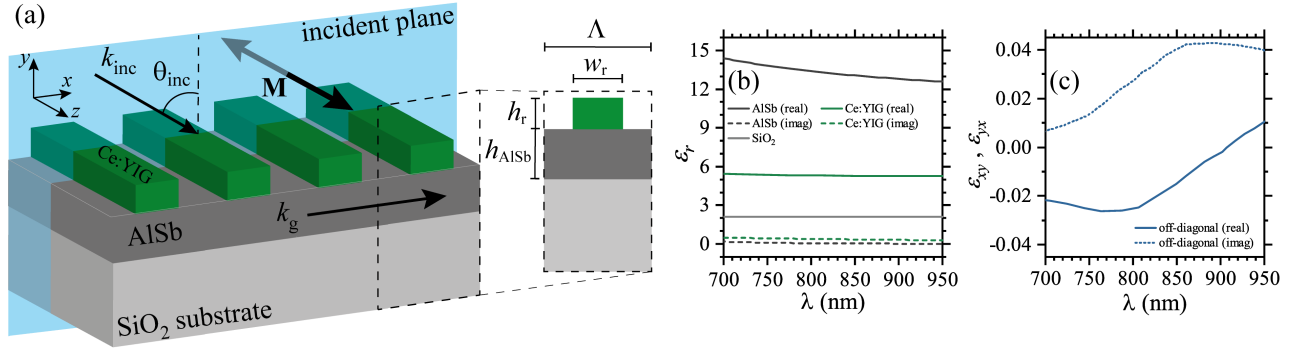 (a)
incident plane
y
x
z
k_inc
θ_inc
M
Ce:YIG
k_g
AlSb
SiO₂ substrate
Λ
w_r
h_r
h_AlSb
(b)
15
12
9
6
3
0
ε_r
AlSb (real)
AlSb (imag)
SiO₂
Ce:YIG (real)
Ce:YIG (imag)
700 750 800 850 900 950
λ (nm)
(c)
0.04
0.02
0.00
-0.02
-0.04
ε_xy , ε_yx
off-diagonal (real)
off-diagonal (imag)
700 750 800 850 900 950
λ (nm)